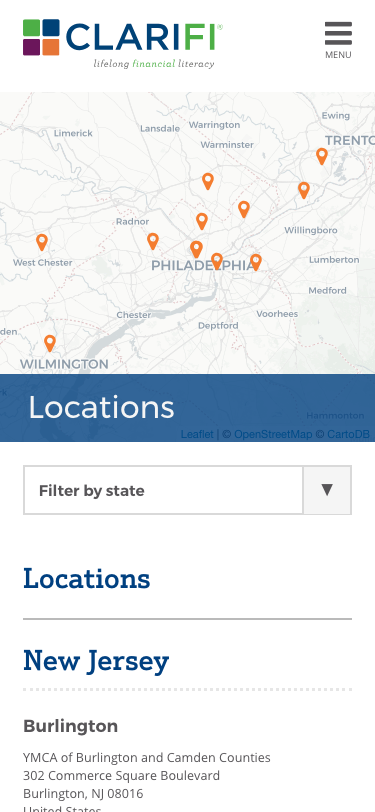 CLARIFI®
lifelong financial literacy
MENU
Ewing
Warrington
Lansdale
Limerick
TRENTO
Warminster
Radnor
Willingboro
West Chester
PHILADELPHIA
Lumberton
Medford
Voorhees
Chester
Deptford
den
WILMINGTON
Locations
Hammonton
Leaflet | © OpenStreetMap © CartoDB
Filter by state
▼
Locations
New Jersey
Burlington
YMCA of Burlington and Camden Counties
302 Commerce Square Boulevard
Burlington, NJ 08016
United States